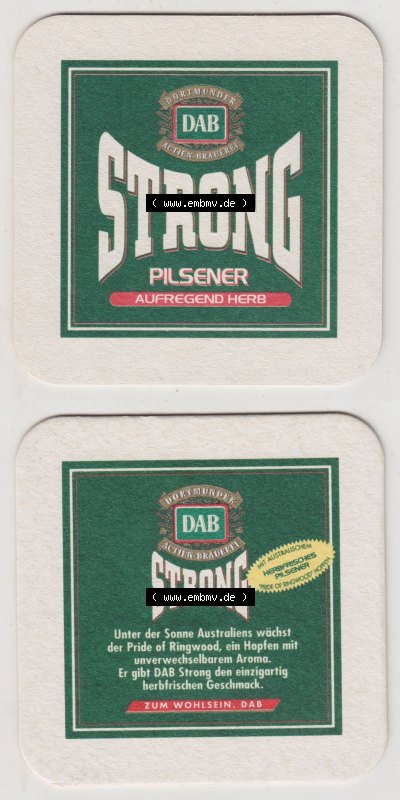 DORTMUNDER
DAB
ACTIEN-BRAUEREI
STRONG
( www.embmv.de )
PILSENER
AUFREGEND HERB
DORTMUNDER
DAB
ACTIEN-BRAUEREI
STRONG
MIT AUSTRALISCHEM
HERBFRISCHES
PILSENER
"PRIDE OF RINGWOOD"-HOPFEN
( www.embmv.de )
Unter der Sonne Australiens wächst
der Pride of Ringwood, ein Hopfen mit
unverwechselbarem Aroma.
Er gibt DAB Strong den einzigartig
herbfrischen Geschmack.
ZUM WOHLSEIN: DAB